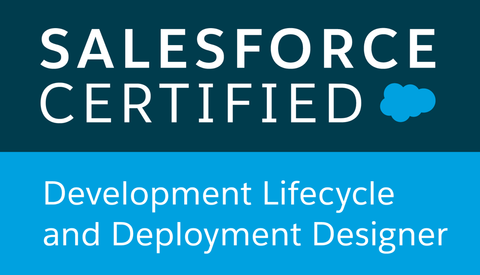 SALESFORCE
CERTIFIED
Development Lifecycle
and Deployment Designer